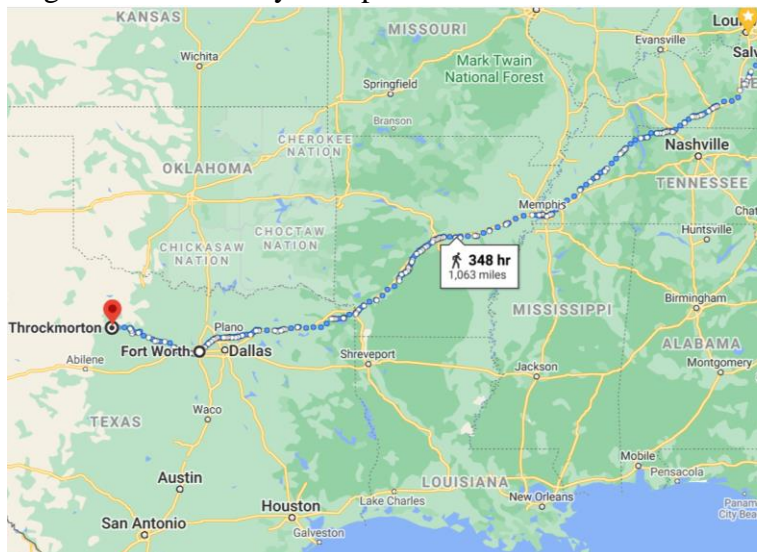 KANSAS
MISSOURI
Evansville
Wichita
Mark Twain
National Forest
Springfield
Branson
CHEROKEE
NATION
Nashville
OKLAHOMA
TENNESSEE
Memphis
CHICKASAW
NATION
CHOCTAW
NATION
Huntsville
348 hr
1,063 miles
Throckmorton
Plano
Fort Worth
Dallas
MISSISSIPPI
Birmingham
Abilene
Shreveport
ALABAMA
Jackson
Montgomery
TEXAS
Waco
Mobile
Pensacola
Austin
LOUISIANA
Houston
Lake Charles
New Orleans
San Antonio
Galveston